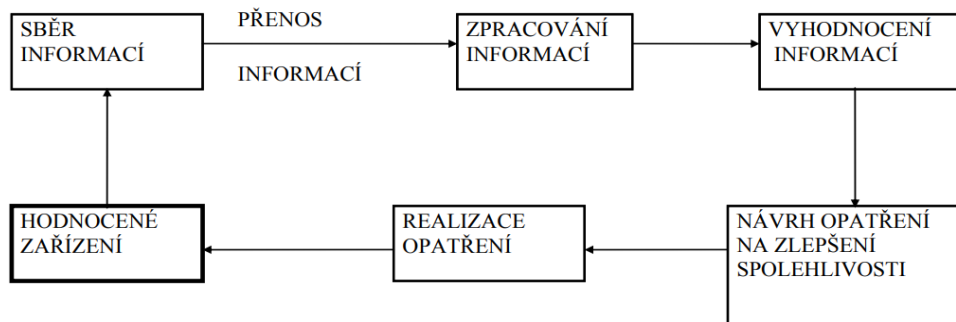 SBĚR
INFORMACÍ
PŘENOS
INFORMACÍ
ZPRACOVÁNÍ
INFORMACÍ
VYHODNOCENÍ
INFORMACÍ
HODNOCENÉ
ZAŘÍZENÍ
REALIZACE
OPATŘENÍ
NÁVRH OPATŘENÍ
NA ZLEPŠENÍ
SPOLEHLIVOSTI